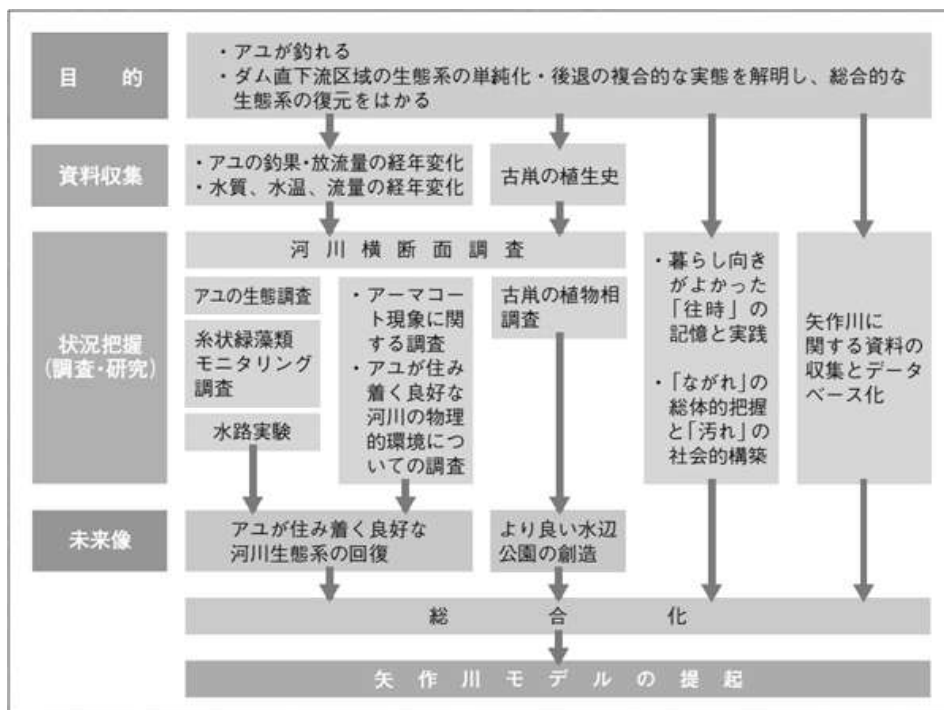 目的
・アユが釣れる
・ダム直下流区域の生態系の単純化・後退の複合的な実態を解明し、総合的な
生態系の復元をはかる
資料収集
・アユの釣果・放流量の経年変化
・水質、水温、流量の経年変化
古鼡の植生史
状況把握
(調査・研究)
河川横断面調査
アユの生態調査
糸状緑藻類
モニタリング
調査
水路実験
・アーマコー
ト現象に関
する調査
・アユが住み
着く良好な
河川の物理
的環境につ
いての調査
古鼡の植物相
調査
・暮らし向き
がよかった
「往時」の
記憶と実践
・「ながれ」の
総体的把握
と「汚れ」の
社会的構築
矢作川に
関する資料の
収集とデータ
ベース化
未来像
アユが住み着く良好な
河川生態系の回復
より良い水辺
公園の創造
総合化
矢作川モデルの提起